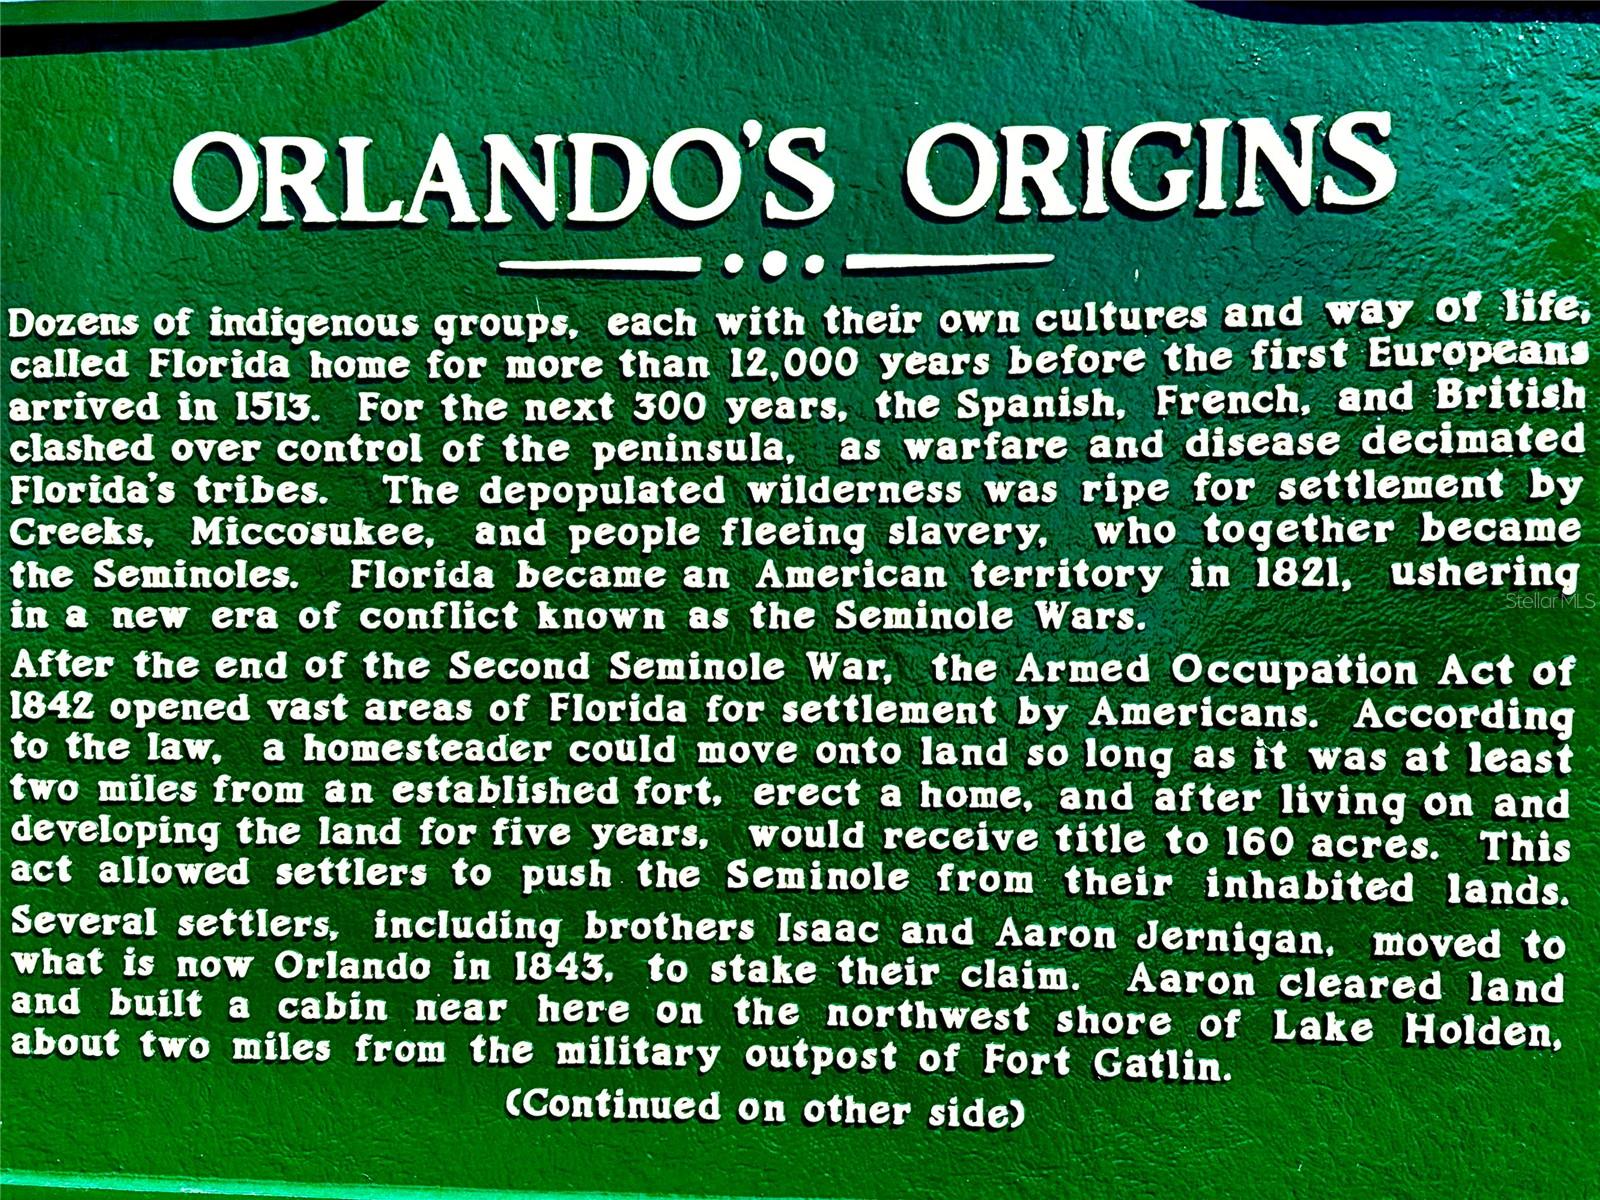 ORLANDO'S ORIGINS
Dozens of indigenous groups, each with their own cultures and way of life,
called Florida home for more than 12,000 years before the first Europeans
arrived in 1513. For the next 300 years, the Spanish, French, and British
clashed over control of the peninsula, as warfare and disease decimated
Florida's tribes. The depopulated wilderness was ripe for settlement by
Creeks, Miccosukee, and people fleeing slavery, who together became
the Seminoles. Florida became an American territory in 1821, ushering
in a new era of conflict known as the Seminole Wars.
Stellar MLS
After the end of the Second Seminole War, the Armed Occupation Act of
1842 opened vast areas of Florida for settlement by Americans. According
to the law, a homesteader could move onto land so long as it was at least
two miles from an established fort, erect a home, and after living on and
developing the land for five years, would receive title to 160 acres. This
act allowed settlers to push the Seminole from their inhabited lands.
Several settlers, including brothers Isaac and Aaron Jernigan, moved to
what is now Orlando in 1843, to stake their claim. Aaron cleared land
and built a cabin near here on the northwest shore of Lake Holden,
about two miles from the military outpost of Fort Gatlin.
(Continued on other side)